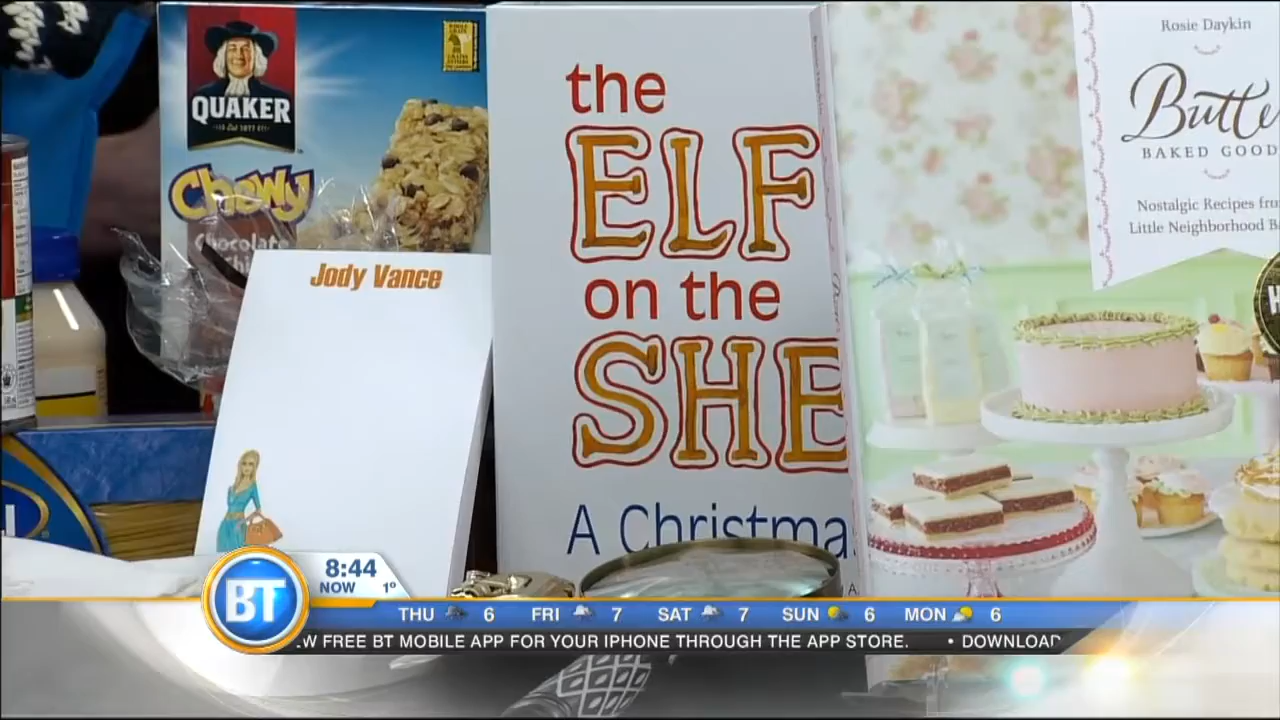 QUAKER
Chewy
Chocolate
Jody Vance
the
ELF
on the
SHE
A Christma
Rosie Daykin
Butte
BAKED GOOD
Nostalgic Recipes
Little Neighborhood B
BT
8:44
NOW 1°
THU 6 FRI 7 SAT 7 SUN 6 MON 6
W FREE BT MOBILE APP FOR YOUR IPHONE THROUGH THE APP STORE. • DOWNLOAD